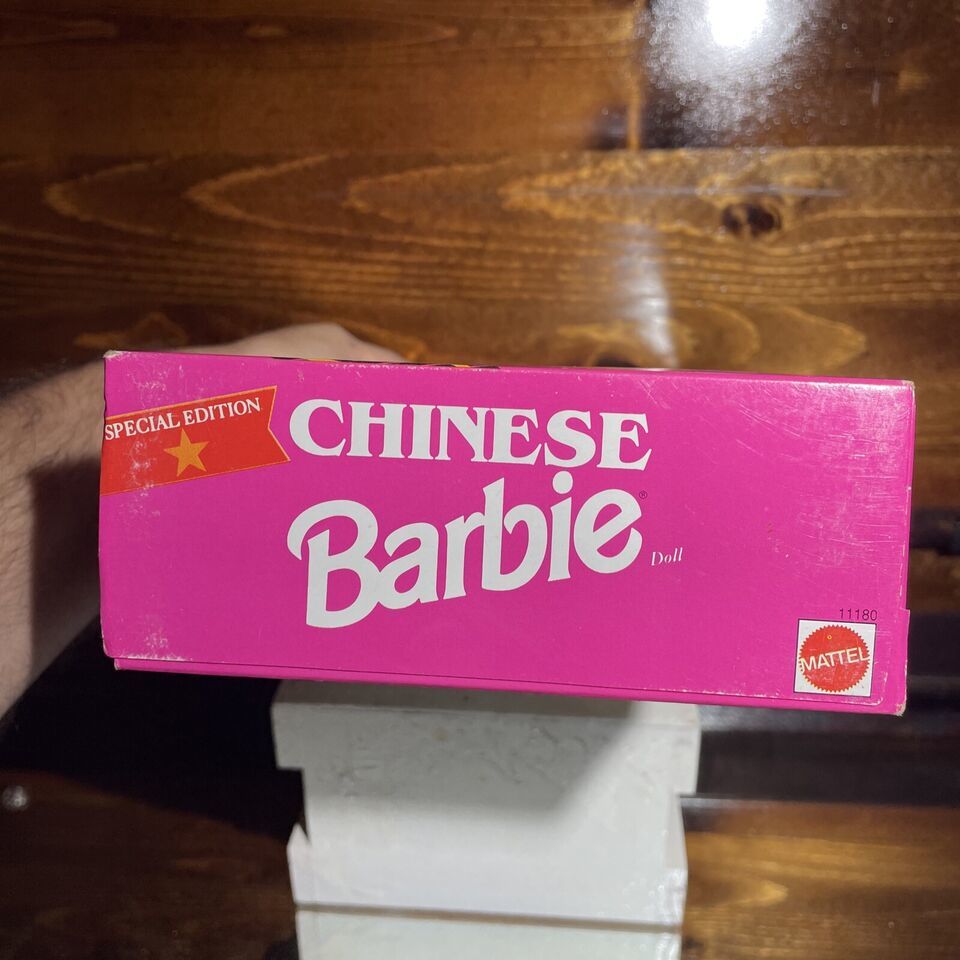 SPECIAL EDITION
CHINESE
Barbie®
Doll
11180
MATTEL